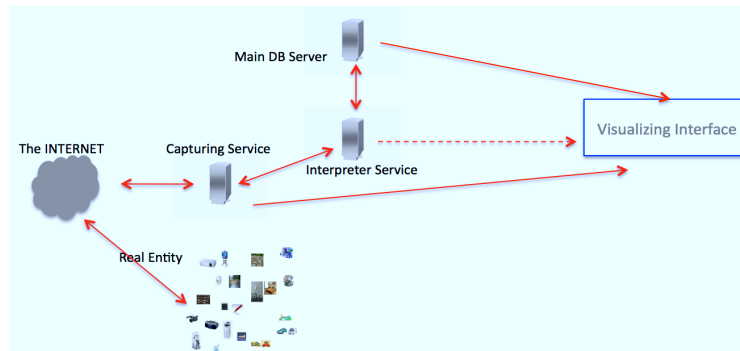 Main DB Server
Visualizing Interface
The INTERNET
Capturing Service
Interpreter Service
Real Entity